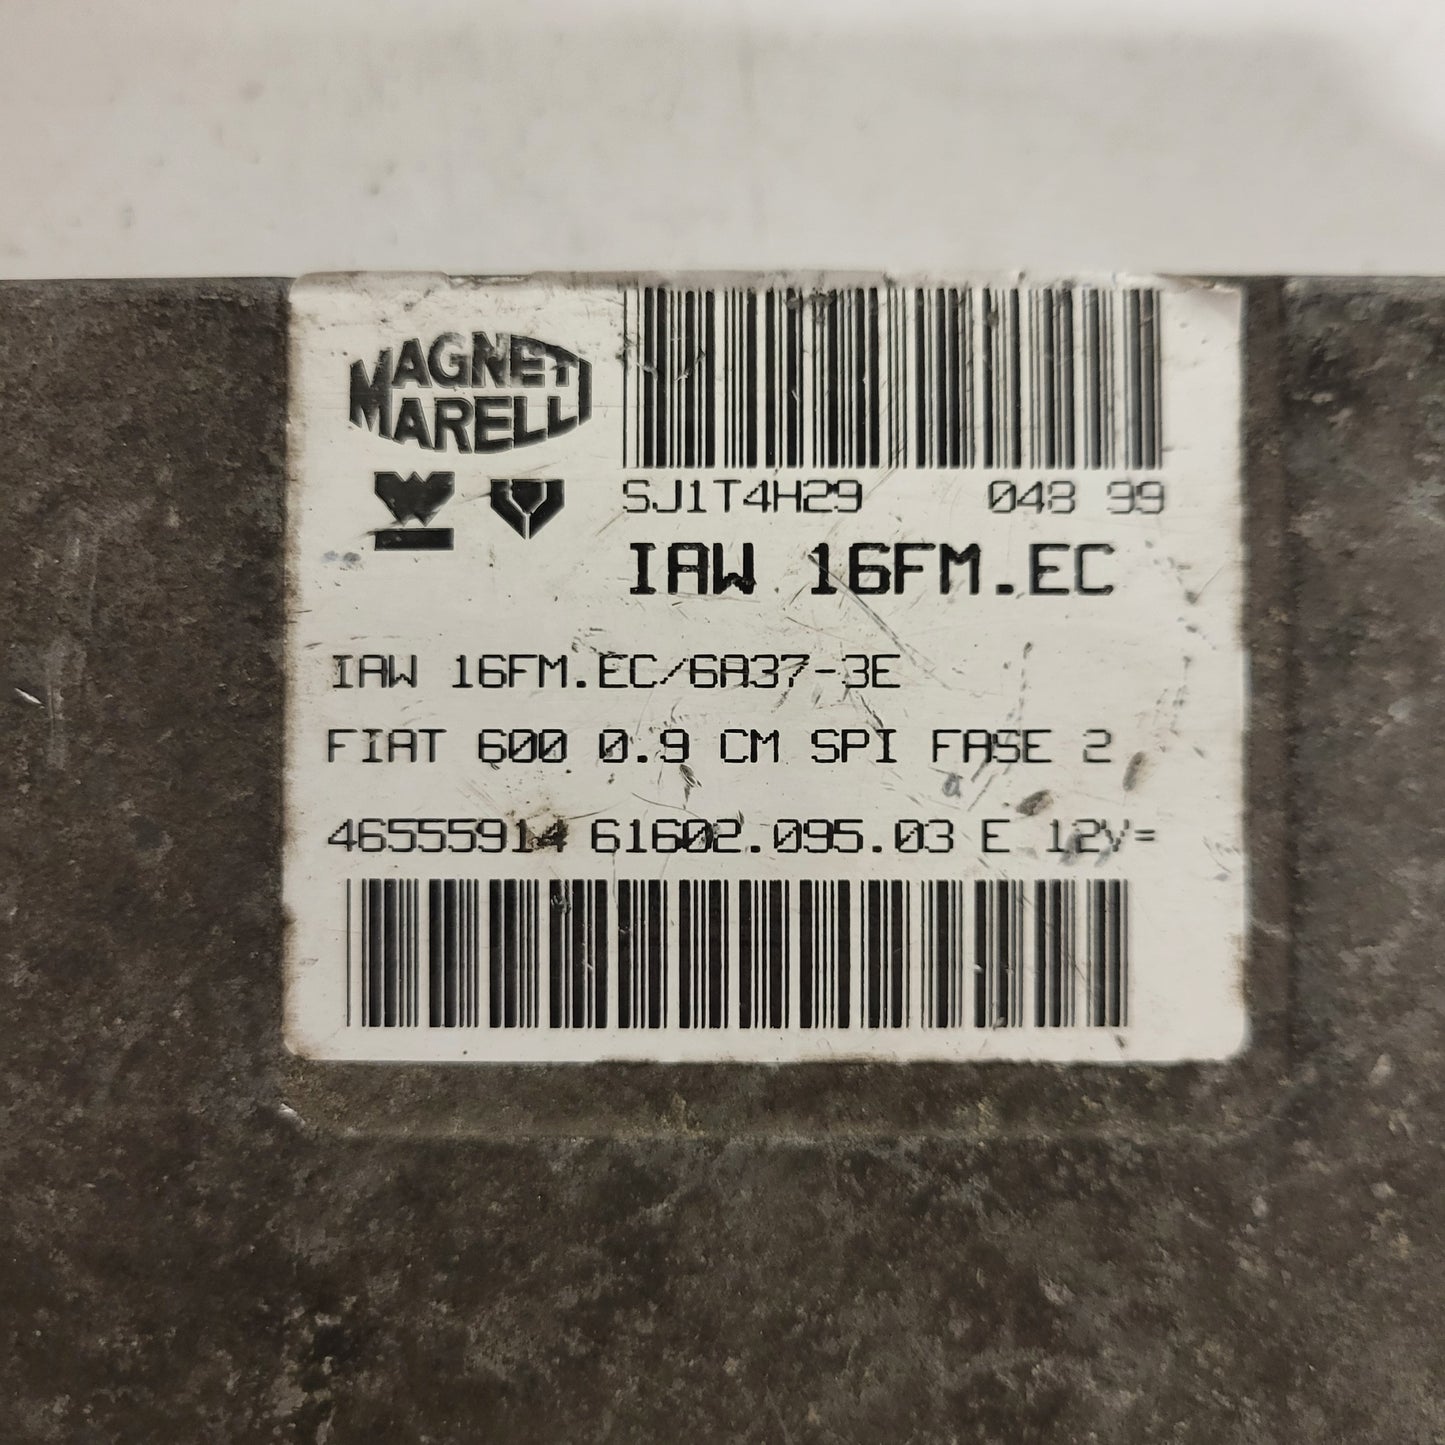 MAGNETI
MARELLI
SJ1T4H29 048 99
IAW 16FM.EC
IAW 16FM.EC/6A37-3E
FIAT 600 0.9 CM SPI FASE 2
46555914 61602.095.03 E 12V=